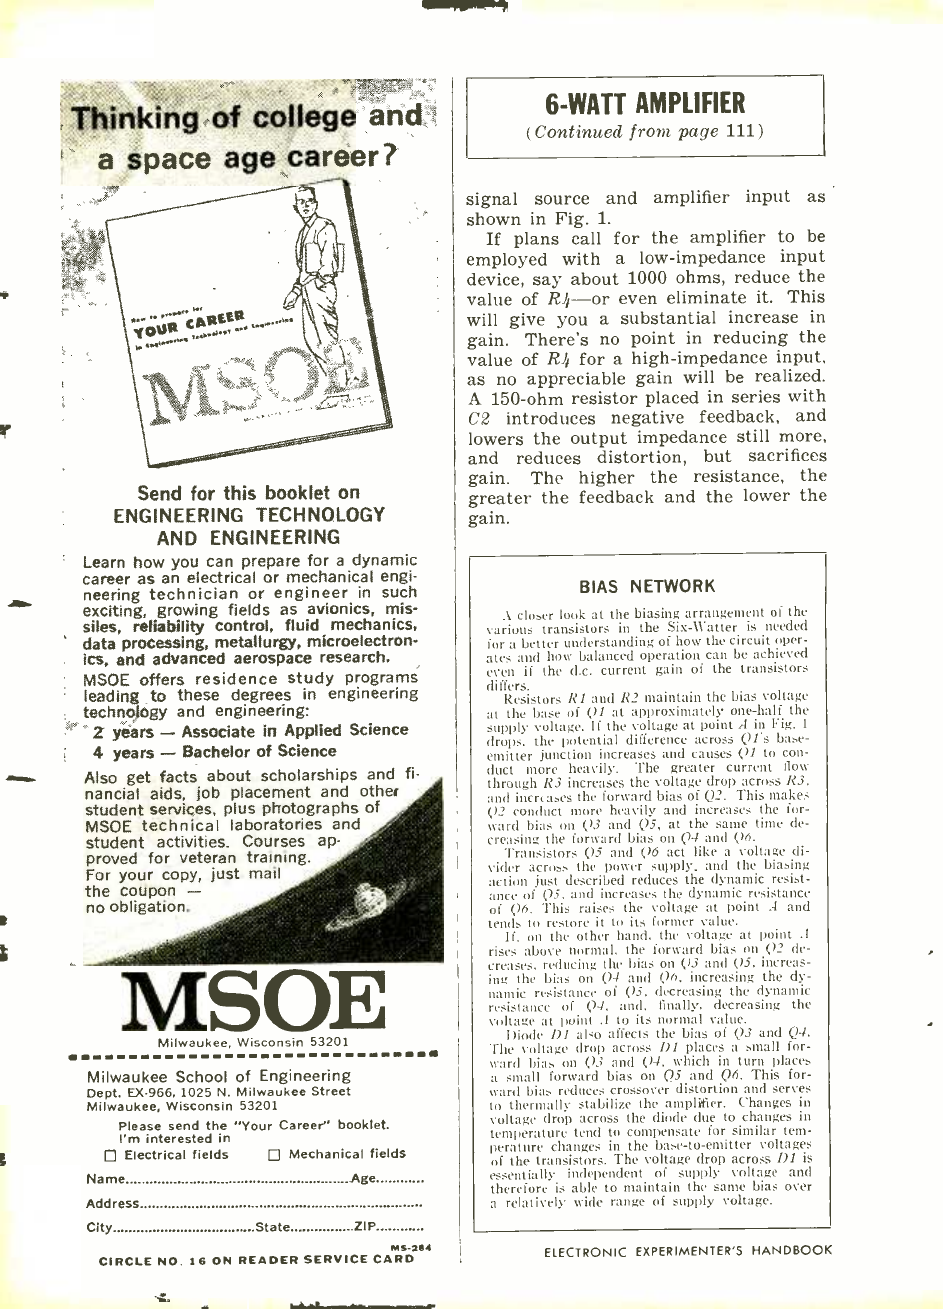 Thinking of college and
a space age career?
How to prepare for
YOUR CAREER
in Engineering Technology and Engineering
MSOE
Send for this booklet on
ENGINEERING TECHNOLOGY
AND ENGINEERING
Learn how you can prepare for a dynamic
career as an electrical or mechanical engi-
neering technician or engineer in such
exciting, growing fields as avionics, mis-
siles, reliability control, fluid mechanics,
data processing, metallurgy, microelectron-
ics, and advanced aerospace research.
MSOE offers residence study programs
leading to these degrees in engineering
technology and engineering:
2 years — Associate in Applied Science
4 years — Bachelor of Science
Also get facts about scholarships and fi-
nancial aids, job placement and other
student services, plus photographs of
MSOE technical laboratories and
student activities. Courses ap-
proved for veteran training.
For your copy, just mail
the coupon —
no obligation.
MSOE
Milwaukee, Wisconsin 53201
Milwaukee School of Engineering
Dept. EX-966, 1025 N. Milwaukee Street
Milwaukee, Wisconsin 53201
Please send the "Your Career" booklet.
I'm interested in
☐ Electrical fields ☐ Mechanical fields
Name....................................................Age...........
Address.................................................................
City.................................State...............ZIP...........
MS-284
CIRCLE NO. 16 ON READER SERVICE CARD
6-WATT AMPLIFIER
(Continued from page 111)
signal source and amplifier input as
shown in Fig. 1.
If plans call for the amplifier to be
employed with a low-impedance input
device, say about 1000 ohms, reduce the
value of R4—or even eliminate it. This
will give you a substantial increase in
gain. There's no point in reducing the
value of R4 for a high-impedance input,
as no appreciable gain will be realized.
A 150-ohm resistor placed in series with
C2 introduces negative feedback, and
lowers the output impedance still more,
and reduces distortion, but sacrifices
gain. The higher the resistance, the
greater the feedback and the lower the
gain.
BIAS NETWORK
A closer look at the biasing arrangement of the
various transistors in the Six-Watter is needed
for a better understanding of how the circuit oper-
ates and how balanced operation can be achieved
even if the d.c. current gain of the transistors
differs.
Resistors R1 and R2 maintain the bias voltage
at the base of Q1 at approximately one-half the
supply voltage. If the voltage at point A in Fig. 1
drops, the potential difference across Q1's base-
emitter junction increases and causes Q1 to con-
duct more heavily. The greater current flow
through R3 increases the voltage drop across R3,
and increases the forward bias of Q2. This makes
Q2 conduct more heavily and increases the for-
ward bias on Q3 and Q5, at the same time de-
creasing the forward bias on Q4 and Q6.
Transistors Q5 and Q6 act like a voltage di-
vider across the power supply, and the biasing
action just described reduces the dynamic resist-
ance of Q5, and increases the dynamic resistance
of Q6. This raises the voltage at point A and
tends to restore it to its former value.
If, on the other hand, the voltage at point A
rises above normal, the forward bias on Q2 de-
creases, reducing the bias on Q3 and Q5, increas-
ing the bias on Q4 and Q6, increasing the dy-
namic resistance of Q5, decreasing the dynamic
resistance of Q4, and, finally, decreasing the
voltage at point A to its normal value.
Diode D1 also affects the bias of Q3 and Q4.
The voltage drop across D1 places a small for-
ward bias on Q3 and Q4, which in turn places
a small forward bias on Q5 and Q6. This for-
ward bias reduces crossover distortion and serves
to thermally stabilize the amplifier. Changes in
voltage drop across the diode due to changes in
temperature tend to compensate for similar tem-
perature changes in the base-to-emitter voltages
of the transistors. The voltage drop across D1 is
essentially independent of supply voltage and
therefore is able to maintain the same bias over
a relatively wide range of supply voltage.
ELECTRONIC EXPERIMENTER'S HANDBOOK